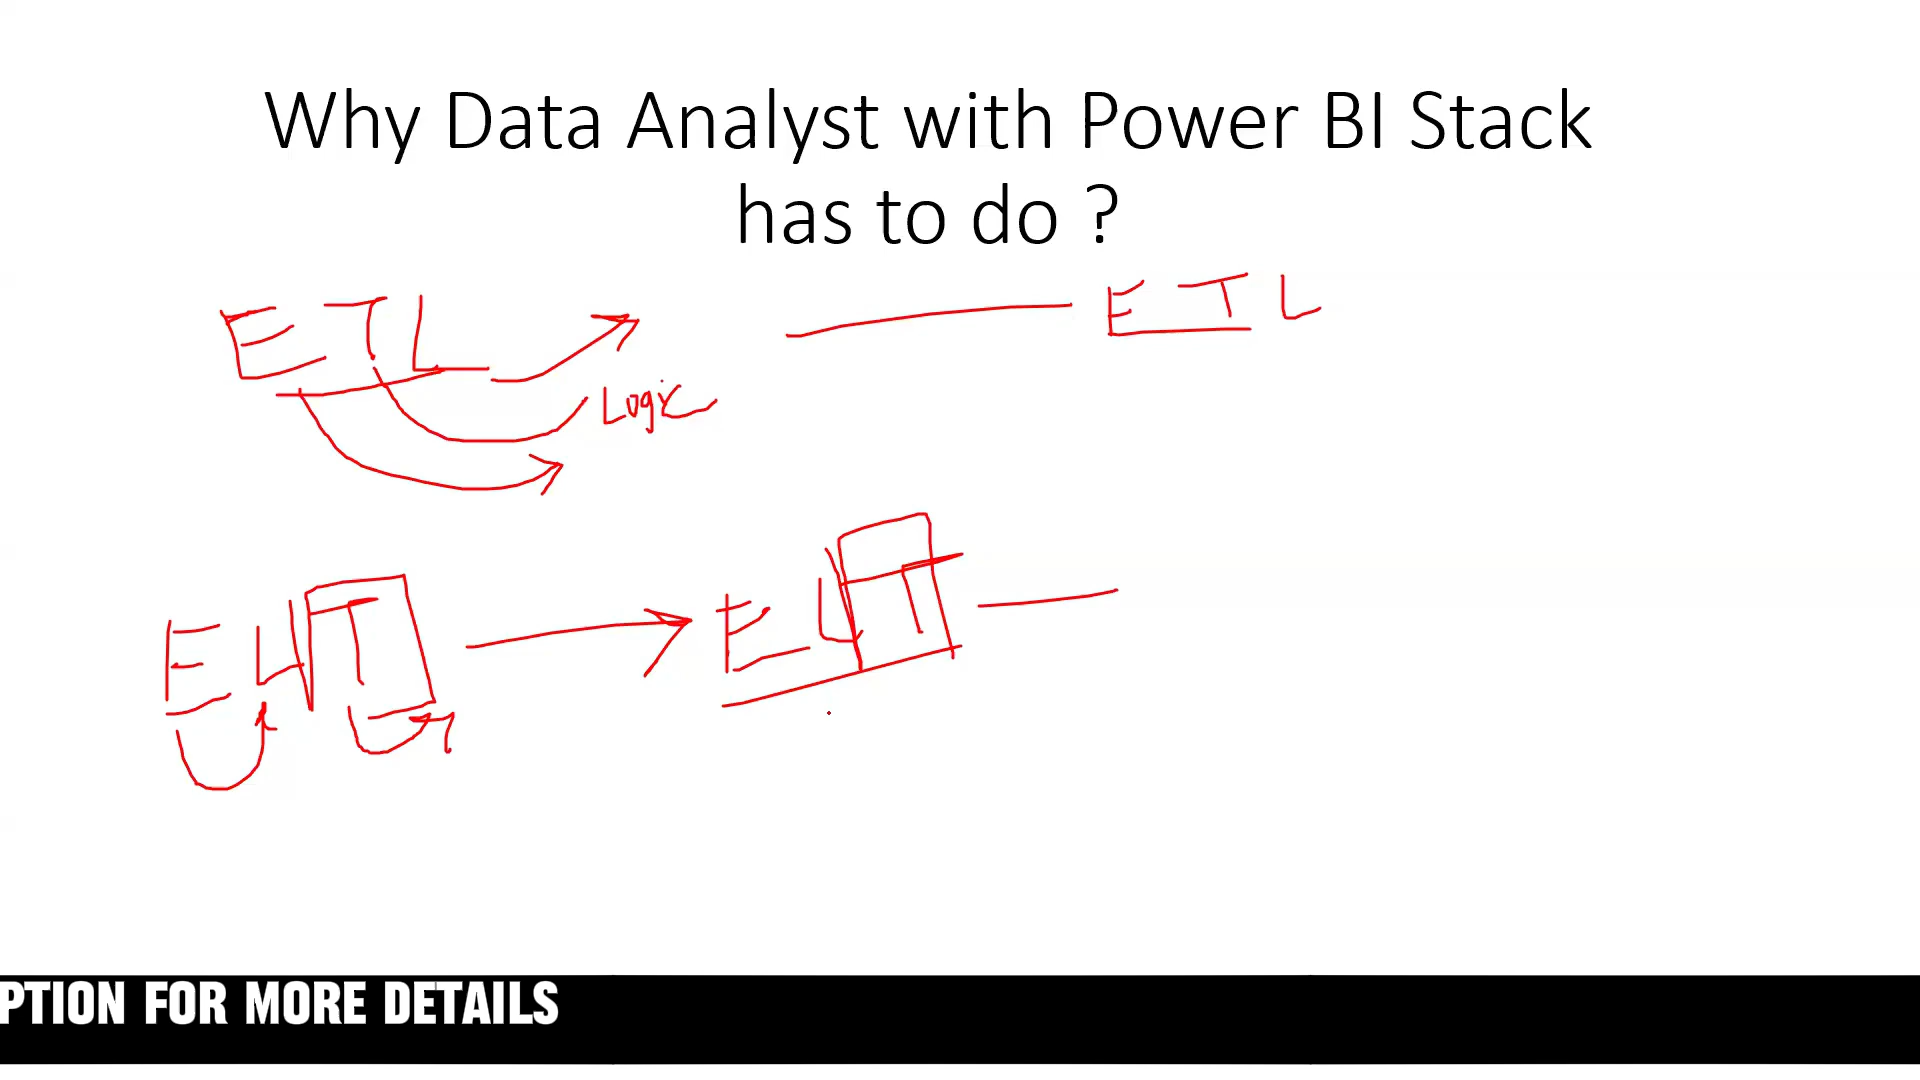 Why Data Analyst with Power BI Stack
has to do ?
ETL ETL
Logic
ELT ELT
PTION FOR MORE DETAILS